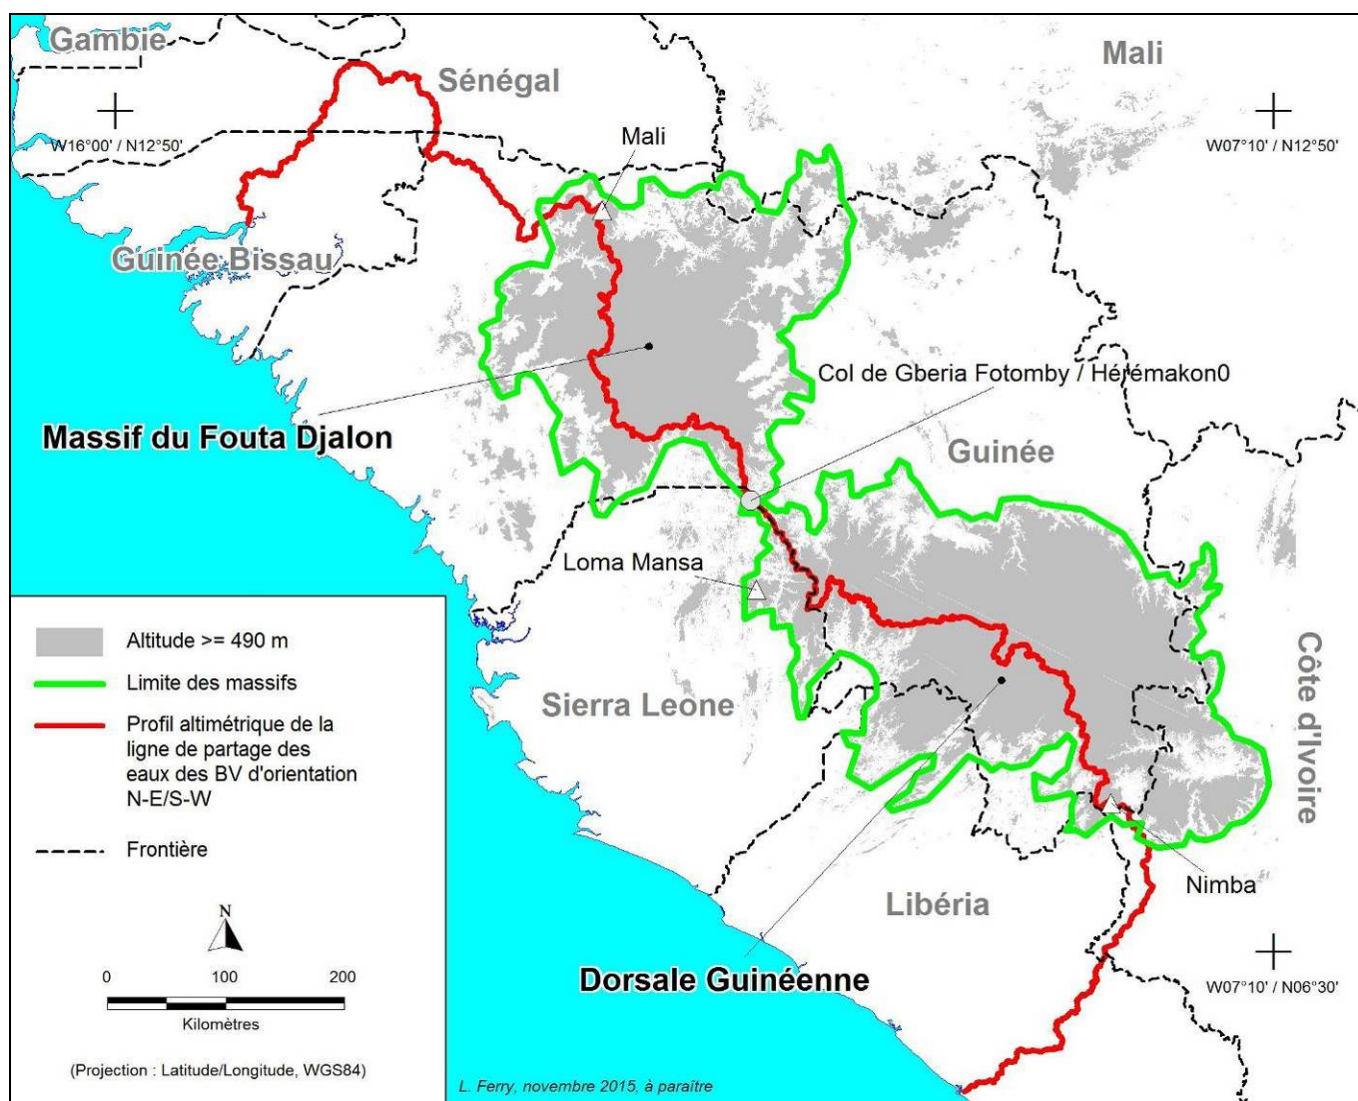 Gambie
Sénégal
Mali
W16°00' / N12°50'
Mali
W07°10' / N12°50'
Guinée Bissau
Col de Gberia Fotomby / Hérémakon0
Massif du Fouta Djalon
Guinée
Loma Mansa
Altitude >= 490 m
Limite des massifs
Profil altimétrique de la
ligne de partage des
eaux des BV d'orientation
N-E/S-W
Frontière
Sierra Leone
Côte d'Ivoire
Nimba
Libéria
Dorsale Guinéenne
W07°10' / N06°30'
N
0 100 200
Kilomètres
(Projection : Latitude/Longitude, WGS84)
L. Ferry, novembre 2015, à paraître